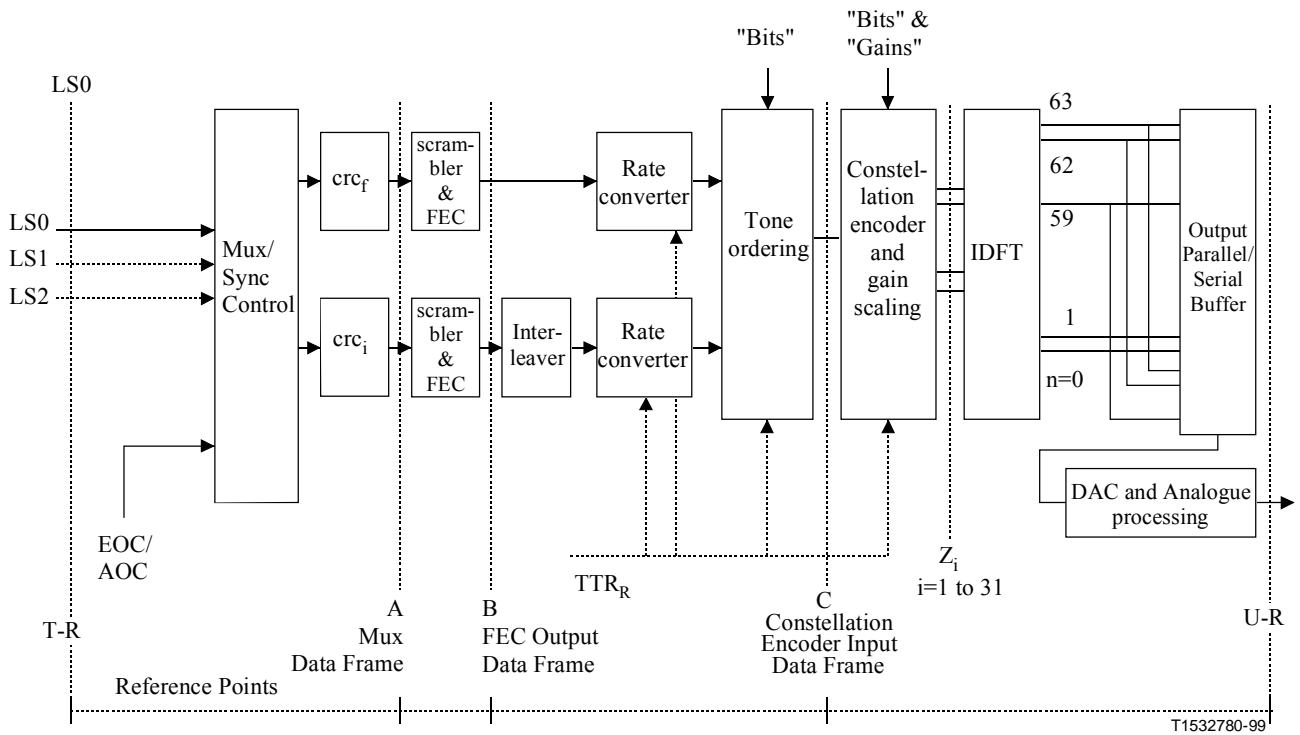 "Bits"
"Bits" &
"Gains"
LS0
LS0
LS1
LS2
Mux/
Sync
Control
EOC/
AOC
crcf
crci
scram-
bler
&
FEC
scram-
bler
&
FEC
Inter-
leaver
Rate
converter
Rate
converter
TTRR
Tone
ordering
Constel-
lation
encoder
and
gain
scaling
Zi
i=1 to 31
IDFT
63
62
59
1
n=0
Output
Parallel/
Serial
Buffer
DAC and Analogue
processing
T-R
A
Mux
Data Frame
B
FEC Output
Data Frame
C
Constellation
Encoder Input
Data Frame
U-R
Reference Points
T1532780-99